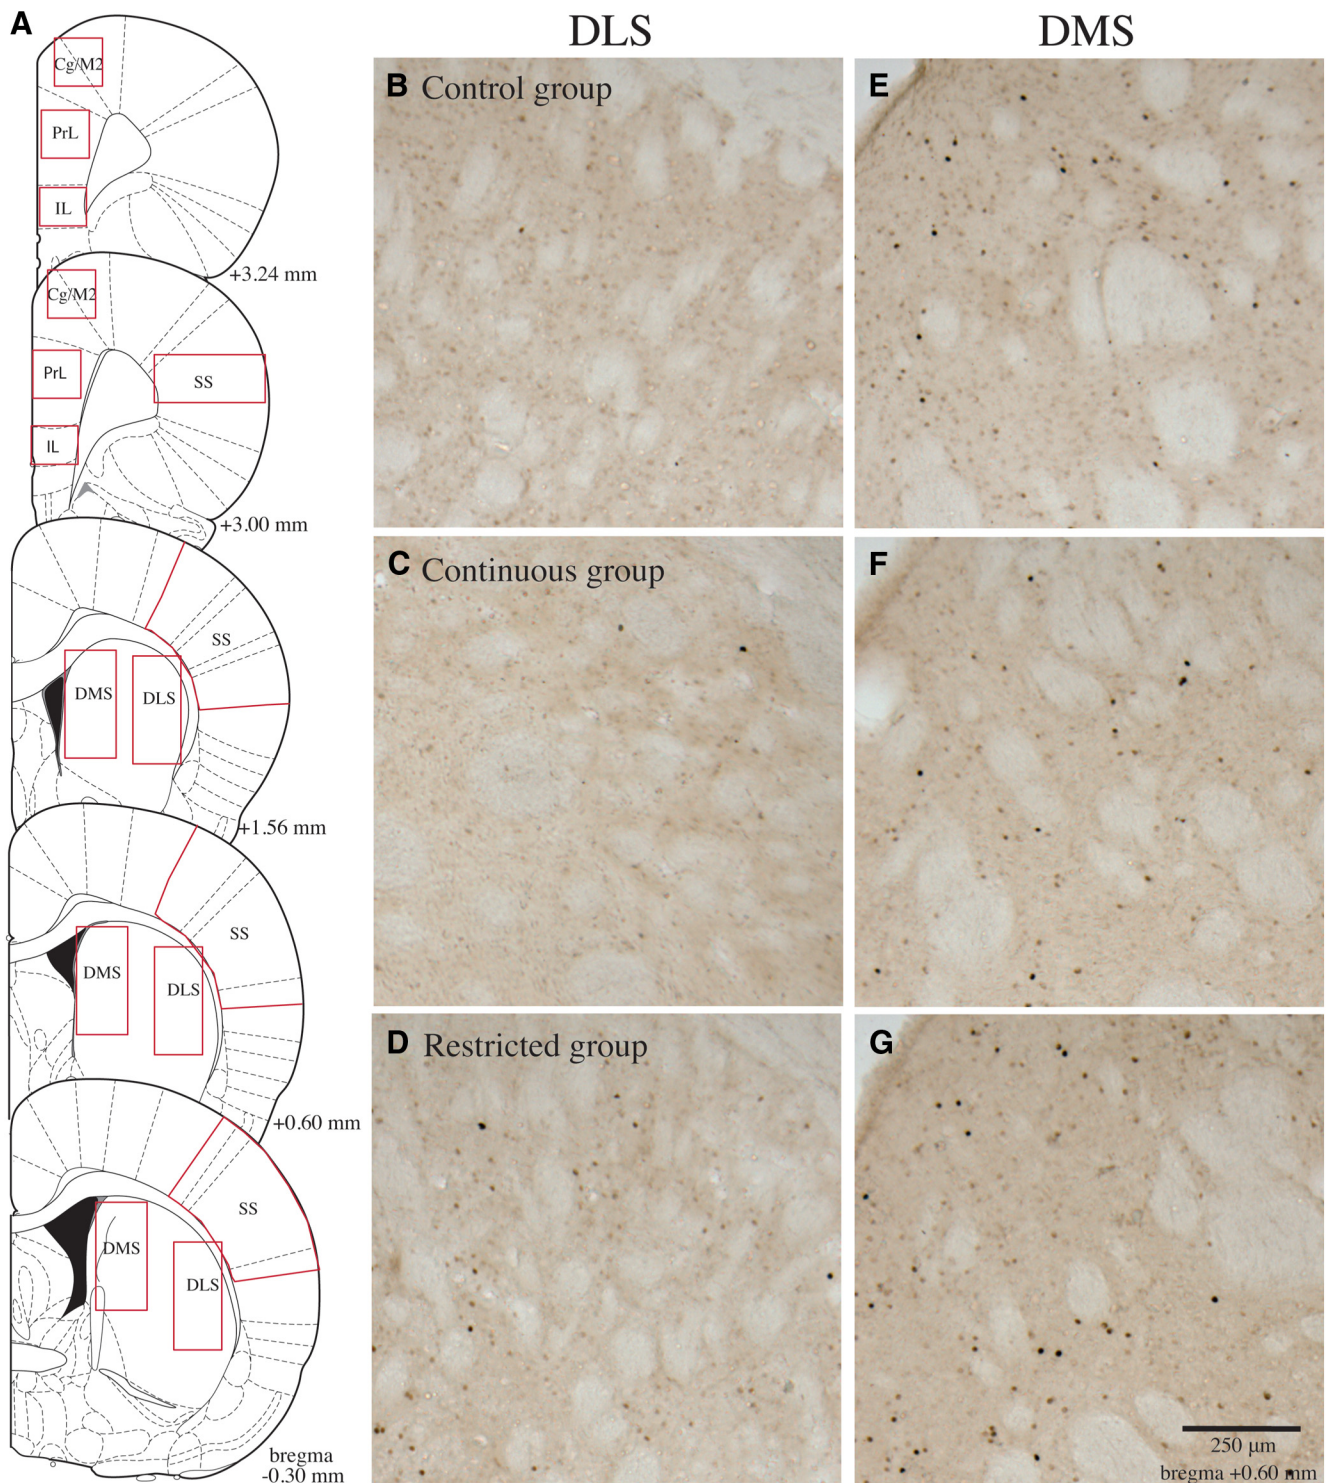 A
Cg/M2
PrL
IL
+3.24 mm
Cg/M2
PrL
SS
IL
+3.00 mm
SS
DMS
DLS
+1.56 mm
SS
DMS
DLS
+0.60 mm
SS
DMS
DLS
bregma
-0.30 mm
DLS
DMS
B Control group
E
C Continuous group
F
D Restricted group
G
250 µm
bregma +0.60 mm